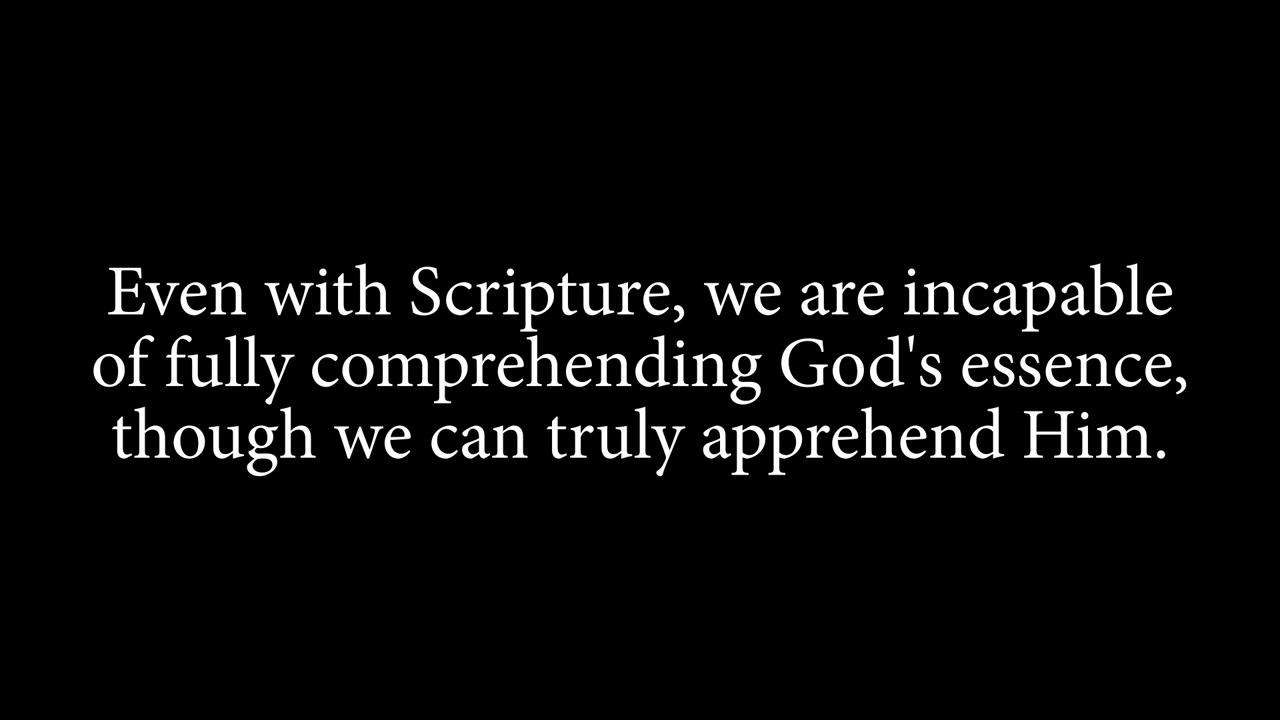 Even with Scripture, we are incapable
of fully comprehending God's essence,
though we can truly apprehend Him.